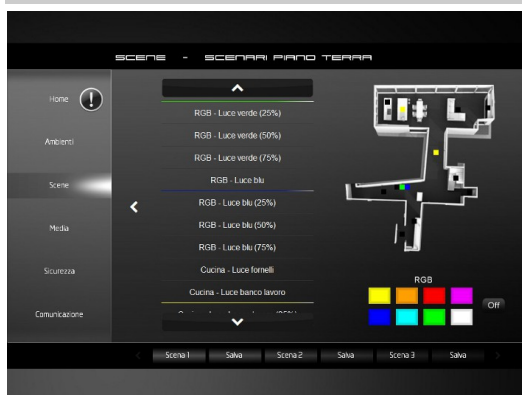 SCENE - SCENARI PIANO TERRA
Home
Ambienti
Scene
Media
Sicurezza
Comunicazione
RGB - Luce verde (25%)
RGB - Luce verde (50%)
RGB - Luce verde (75%)
RGB - Luce blu
RGB - Luce blu (25%)
RGB - Luce blu (50%)
RGB - Luce blu (75%)
Cucina - Luce fornelli
Cucina - Luce banco lavoro
RGB
Off
Scena 1 Salva Scena 2 Salva Scena 3 Salva